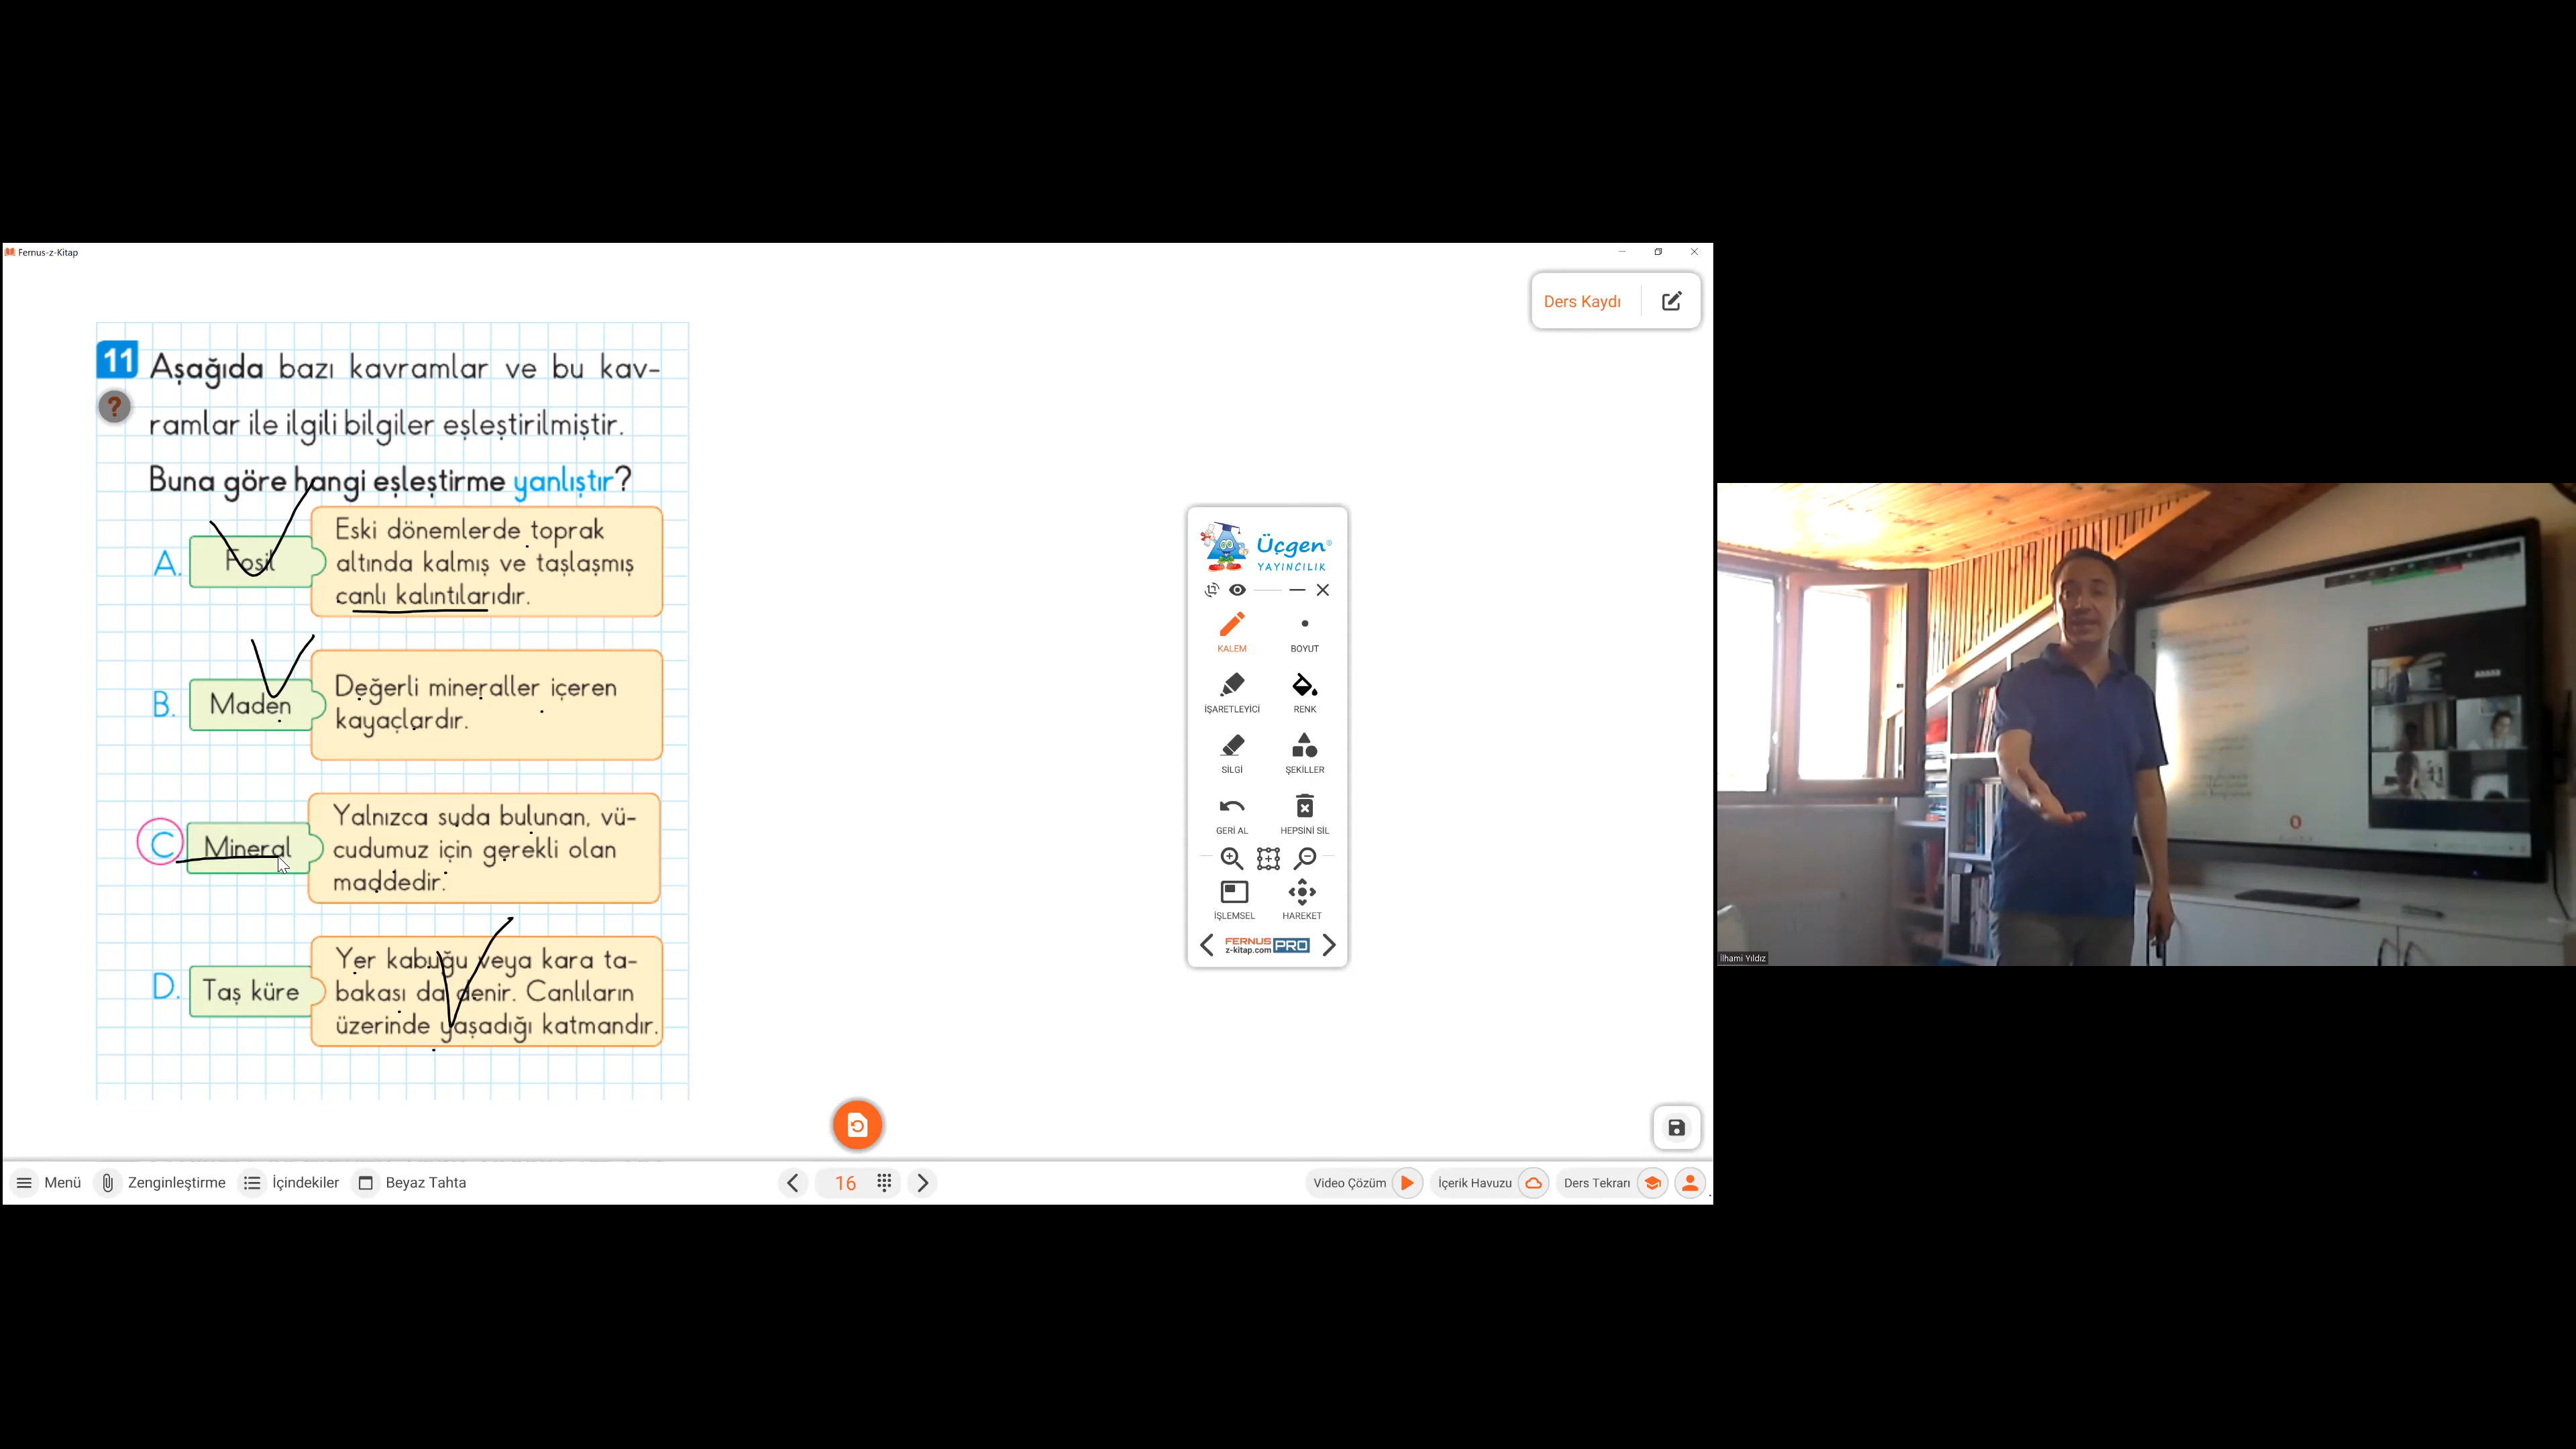 Fernus-z-Kitap
Ders Kaydı
11
Aşağıda bazı kavramlar ve bu kav-
?
ramlar ile ilgili bilgiler eşleştirilmiştir.
Buna göre hangi eşleştirme yanlıştır?
A.
Fosil
Eski dönemlerde toprak
altında kalmış ve taşlaşmış
canlı kalıntılarıdır.
B.
Maden
Değerli mineraller içeren
kayaçlardır.
C
Mineral
Yalnızca suda bulunan, vü-
cudumuz için gerekli olan
maddedir.
D.
Taş küre
Yer kabuğu veya kara ta-
bakası da denir. Canlıların
üzerinde yaşadığı katmandır.
Üçgen®
YAYINCILIK
KALEM
BOYUT
İŞARETLEYİCİ
RENK
SİLGİ
ŞEKİLLER
GERİ AL
HEPSİNİ SİL
İŞLEMSEL
HAREKET
FERNUS
z-kitap.com
PRO
İlhami Yıldız
Menü
Zenginleştirme
İçindekiler
Beyaz Tahta
16
Video Çözüm
İçerik Havuzu
Ders Tekrarı